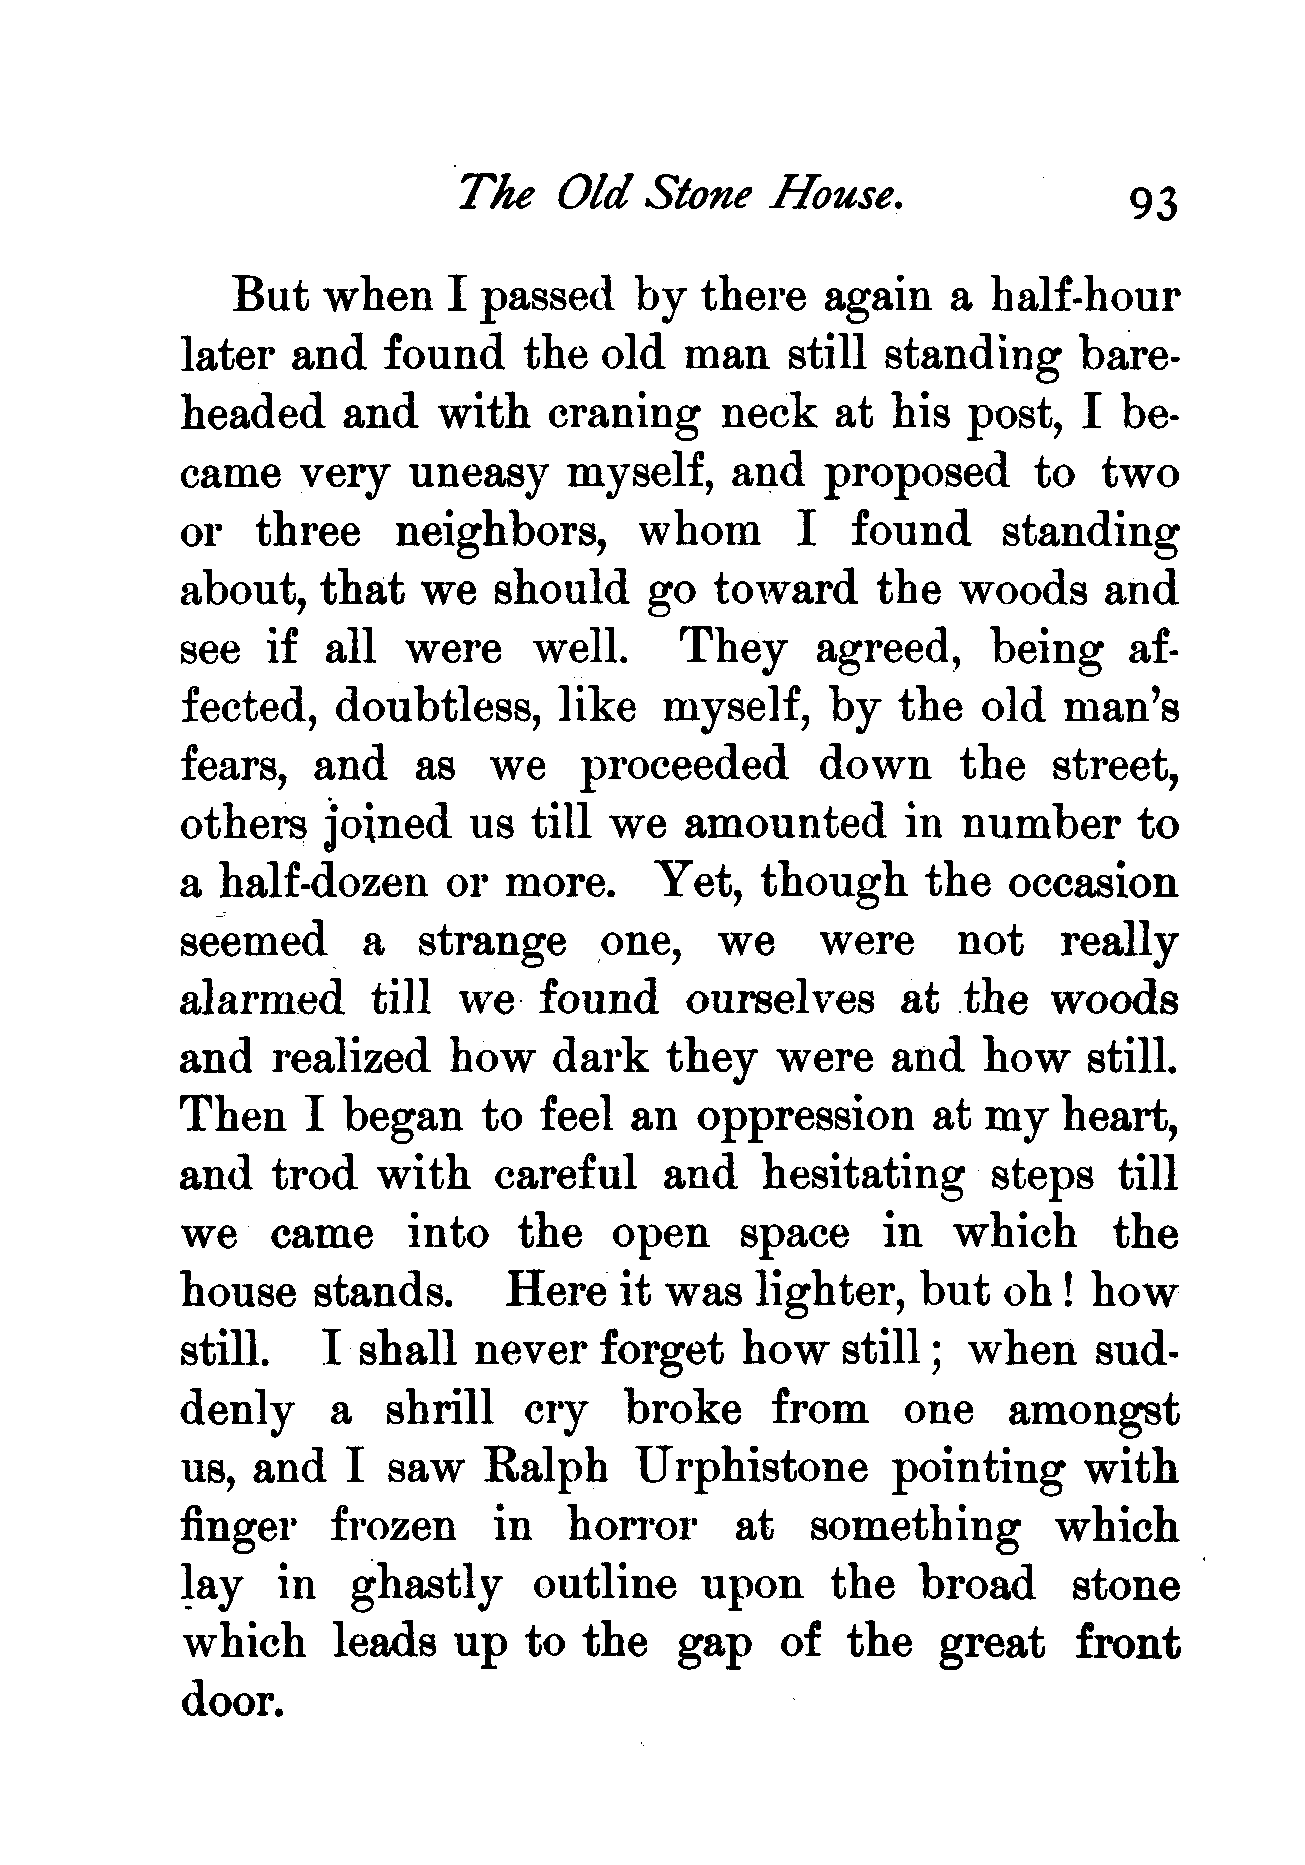 The Old Stone House. 93
But when I passed by there again a half-hour
later and found the old man still standing bare-
headed and with craning neck at his post, I be-
came very uneasy myself, and proposed to two
or three neighbors, whom I found standing
about, that we should go toward the woods and
see if all were well. They agreed, being af-
fected, doubtless, like myself, by the old man's
fears, and as we proceeded down the street,
others joined us till we amounted in number to
a half-dozen or more. Yet, though the occasion
seemed a strange one, we were not really
alarmed till we found ourselves at the woods
and realized how dark they were and how still.
Then I began to feel an oppression at my heart,
and trod with careful and hesitating steps till
we came into the open space in which the
house stands. Here it was lighter, but oh! how
still. I shall never forget how still; when sud-
denly a shrill cry broke from one amongst
us, and I saw Ralph Urphistone pointing with
finger frozen in horror at something which
lay in ghastly outline upon the broad stone
which leads up to the gap of the great front
door.